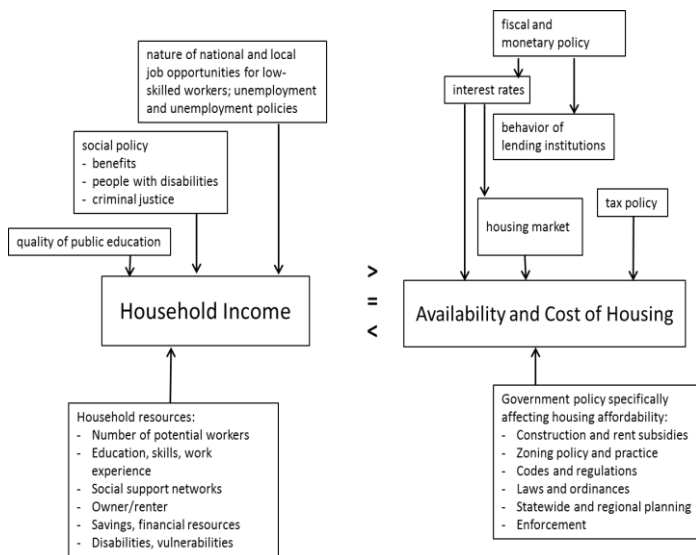 nature of national and local
job opportunities for low-
skilled workers; unemployment
and unemployment policies
social policy
- benefits
- people with disabilities
- criminal justice
quality of public education
Household Income
Household resources:
- Number of potential workers
- Education, skills, work
experience
- Social support networks
- Owner/renter
- Savings, financial resources
- Disabilities, vulnerabilities
>
=
<
fiscal and
monetary policy
interest rates
behavior of
lending institutions
housing market
tax policy
Availability and Cost of Housing
Government policy specifically
affecting housing affordability:
- Construction and rent subsidies
- Zoning policy and practice
- Codes and regulations
- Laws and ordinances
- Statewide and regional planning
- Enforcement